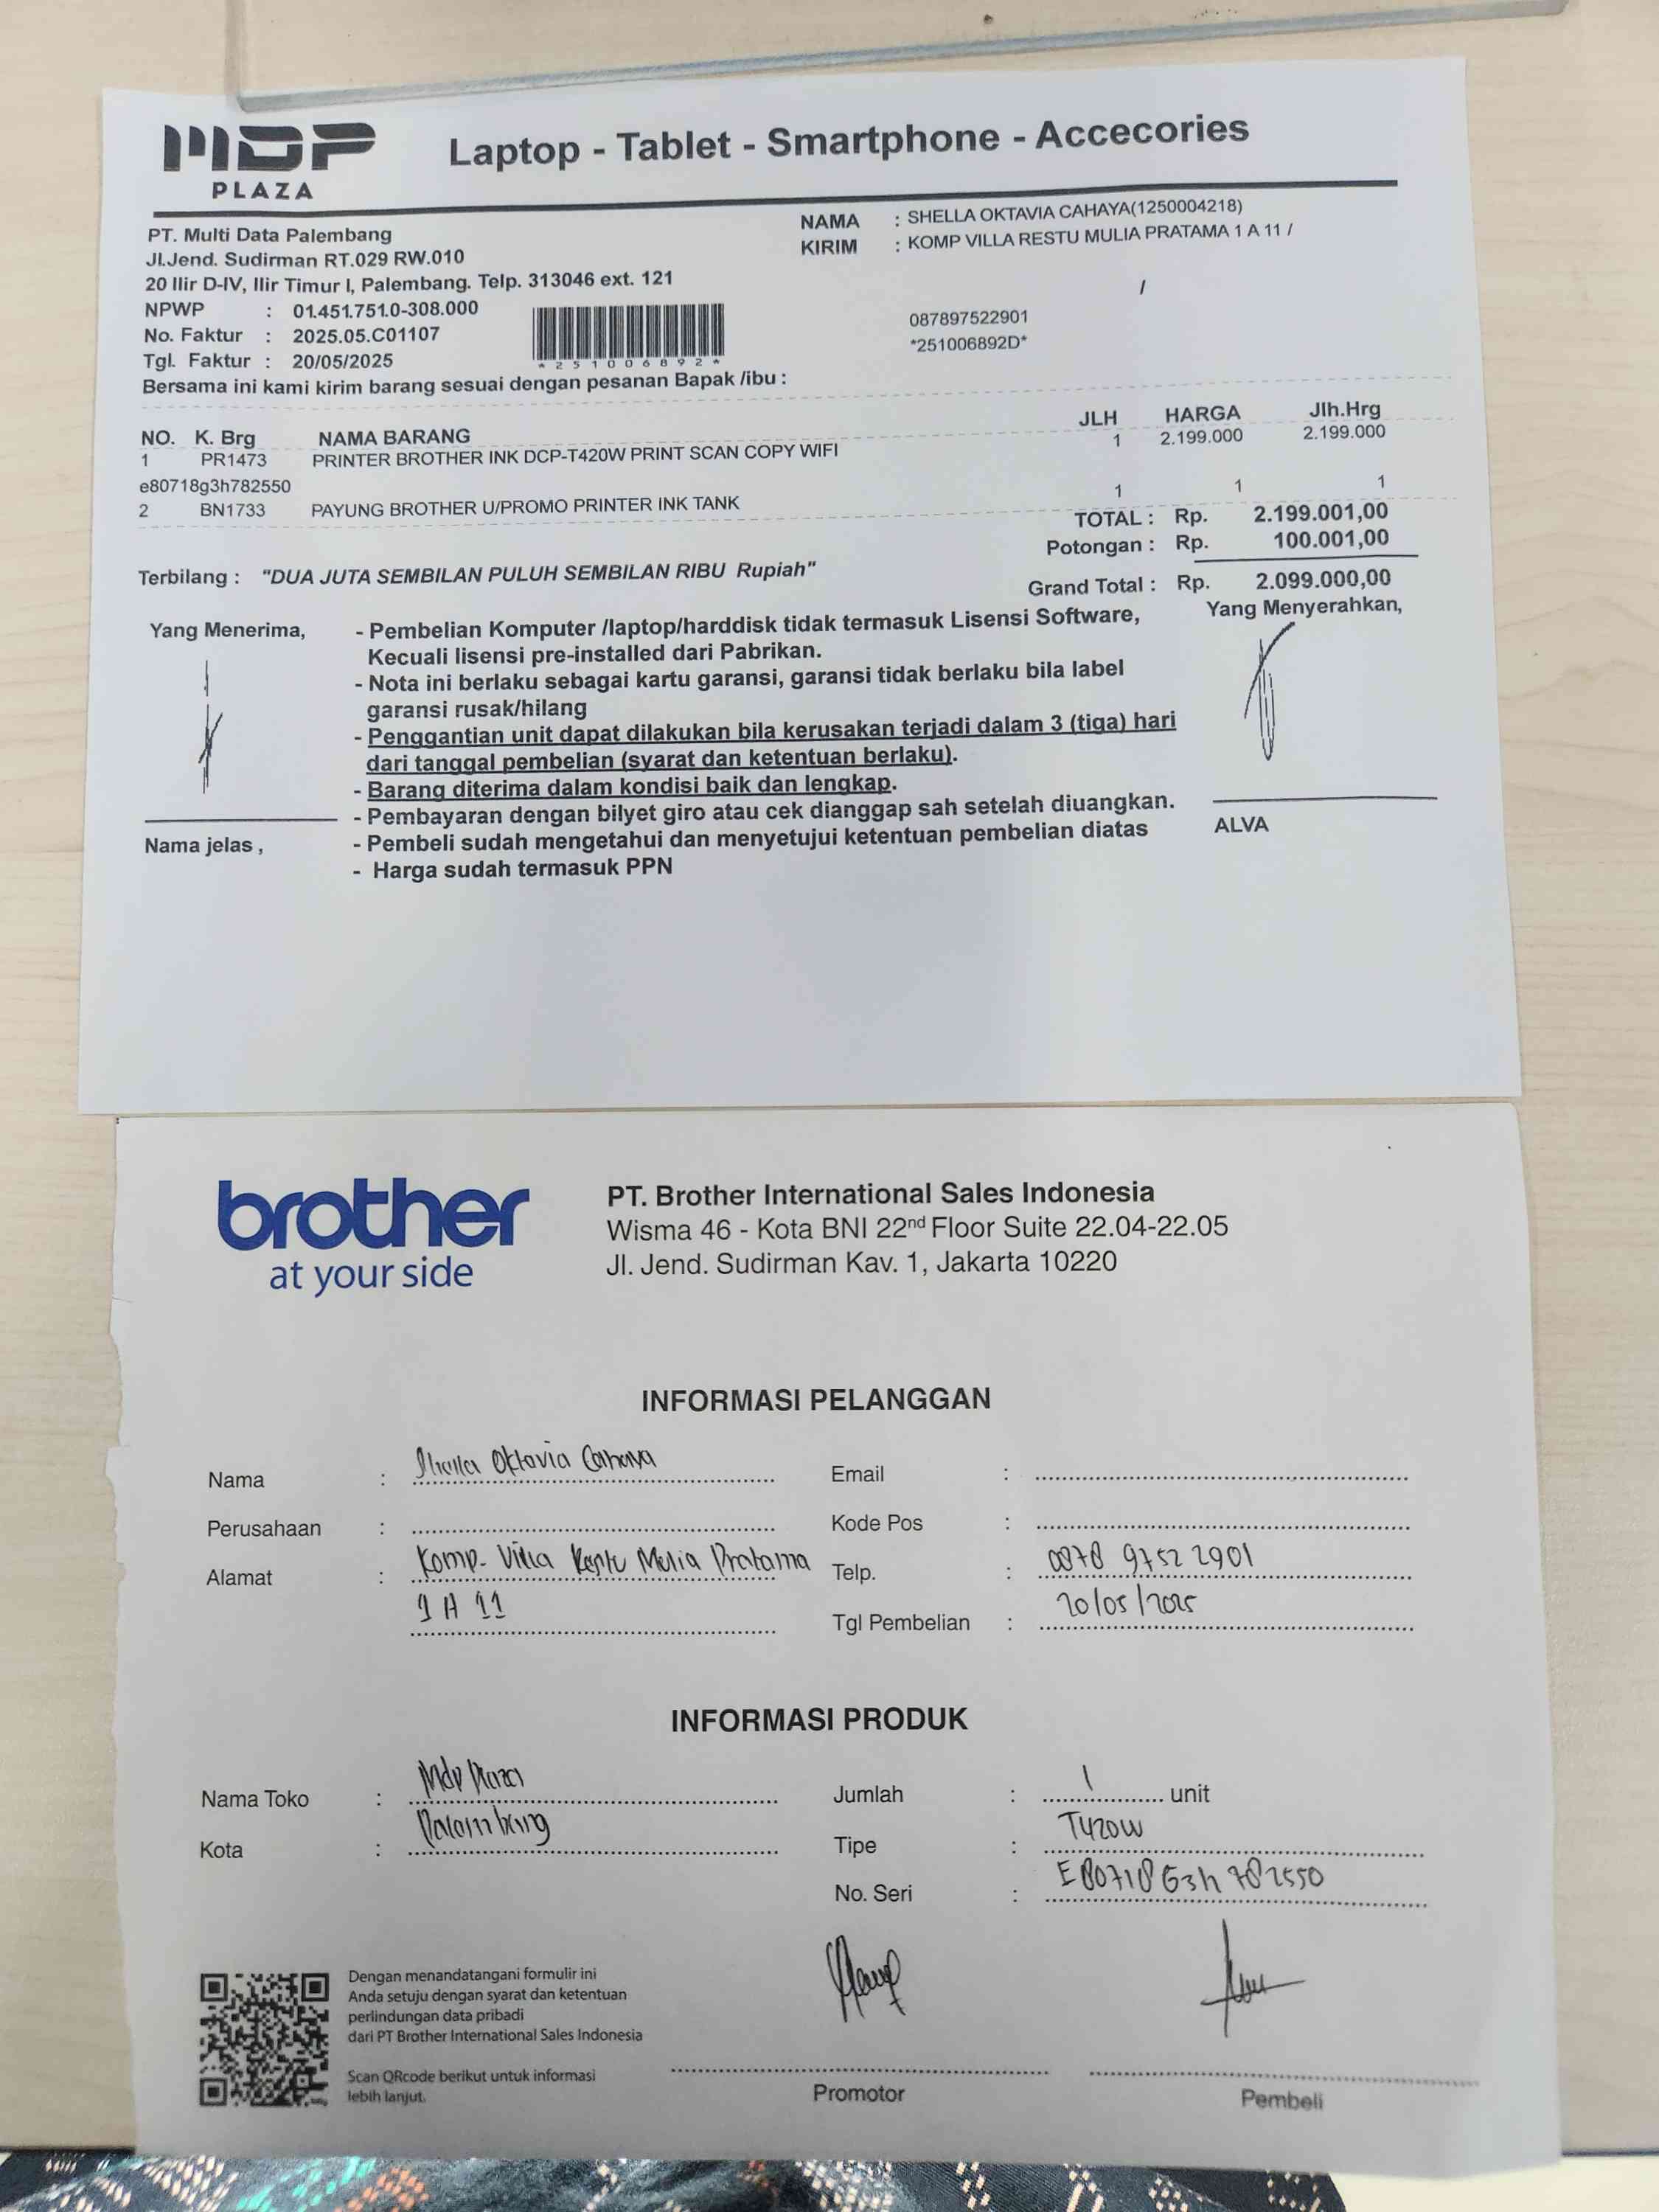 MDP
PLAZA
Laptop - Tablet - Smartphone - Accecories
PT. Multi Data Palembang
Jl.Jend. Sudirman RT.029 RW.010
20 Ilir D-IV, Ilir Timur I, Palembang. Telp. 313046 ext. 121
NPWP : 01.451.751.0-308.000
No. Faktur : 2025.05.C01107
Tgl. Faktur : 20/05/2025
*251006892*
NAMA : SHELLA OKTAVIA CAHAYA(1250004218)
KIRIM : KOMP VILLA RESTU MULIA PRATAMA 1 A 11 /
/
087897522901
*251006892D*
Bersama ini kami kirim barang sesuai dengan pesanan Bapak /ibu :
NO. K. Brg NAMA BARANG JLH HARGA Jlh.Hrg
1 PR1473 PRINTER BROTHER INK DCP-T420W PRINT SCAN COPY WIFI 1 2.199.000 2.199.000
e80718g3h782550
2 BN1733 PAYUNG BROTHER U/PROMO PRINTER INK TANK 1 1 1
TOTAL : Rp. 2.199.001,00
Potongan : Rp. 100.001,00
Terbilang : "DUA JUTA SEMBILAN PULUH SEMBILAN RIBU Rupiah"
Grand Total : Rp. 2.099.000,00
Yang Menerima,
Nama jelas ,
- Pembelian Komputer /laptop/harddisk tidak termasuk Lisensi Software,
Kecuali lisensi pre-installed dari Pabrikan.
- Nota ini berlaku sebagai kartu garansi, garansi tidak berlaku bila label
garansi rusak/hilang
- Penggantian unit dapat dilakukan bila kerusakan terjadi dalam 3 (tiga) hari
dari tanggal pembelian (syarat dan ketentuan berlaku).
- Barang diterima dalam kondisi baik dan lengkap.
- Pembayaran dengan bilyet giro atau cek dianggap sah setelah diuangkan.
- Pembeli sudah mengetahui dan menyetujui ketentuan pembelian diatas
- Harga sudah termasuk PPN
Yang Menyerahkan,
ALVA
brother
at your side
PT. Brother International Sales Indonesia
Wisma 46 - Kota BNI 22nd Floor Suite 22.04-22.05
Jl. Jend. Sudirman Kav. 1, Jakarta 10220
INFORMASI PELANGGAN
Nama : Shella Oktavia Cahaya
Perusahaan :
Alamat : Komp. Villa Restu Mulia Pratama
1 A 11
Email :
Kode Pos :
Telp. : 0878 9752 2901
Tgl Pembelian : 20/05/2025
INFORMASI PRODUK
Nama Toko : Mdp Plaza
Kota : Palembang
Jumlah : 1 unit
Tipe : T420W
No. Seri : E80718G3h782550
Dengan menandatangani formulir ini
Anda setuju dengan syarat dan ketentuan
perlindungan data pribadi
dari PT Brother International Sales Indonesia
Scan QRcode berikut untuk informasi
lebih lanjut.
Promotor
Pembeli